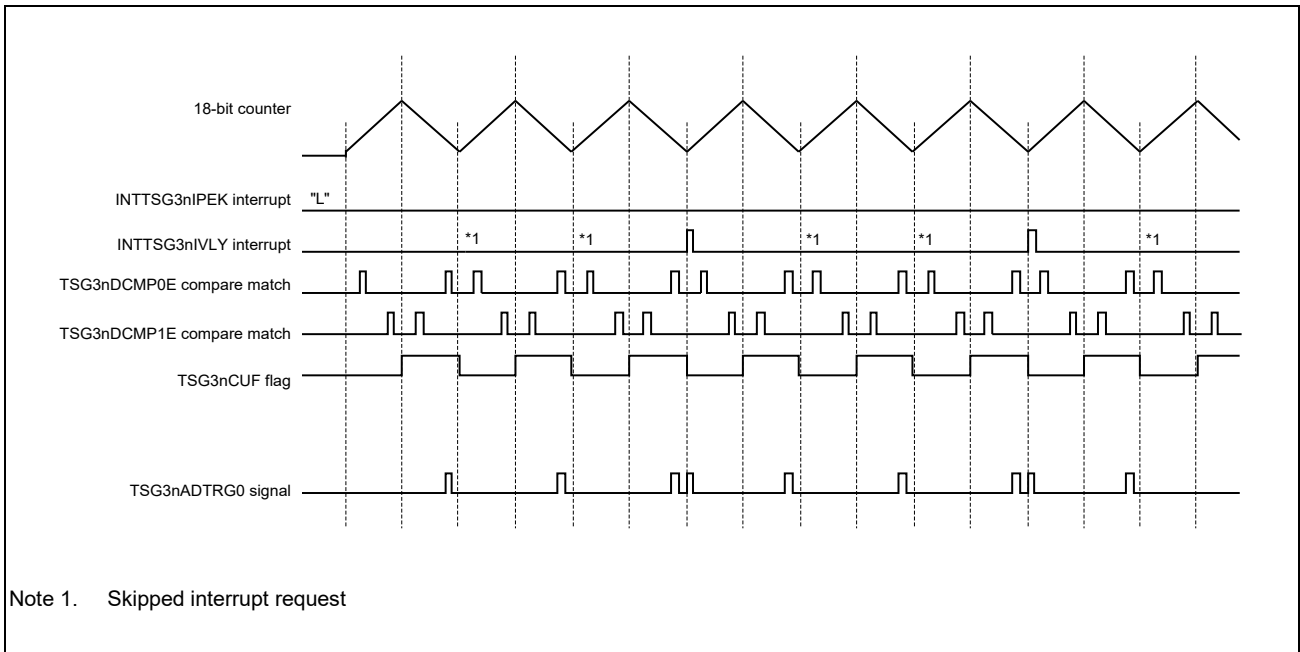 18-bit counter
INTTSG3nIPEK interrupt "L"
INTTSG3nIVLY interrupt *1 *1 *1 *1 *1
TSG3nDCMP0E compare match
TSG3nDCMP1E compare match
TSG3nCUF flag
TSG3nADTRG0 signal
Note 1. Skipped interrupt request